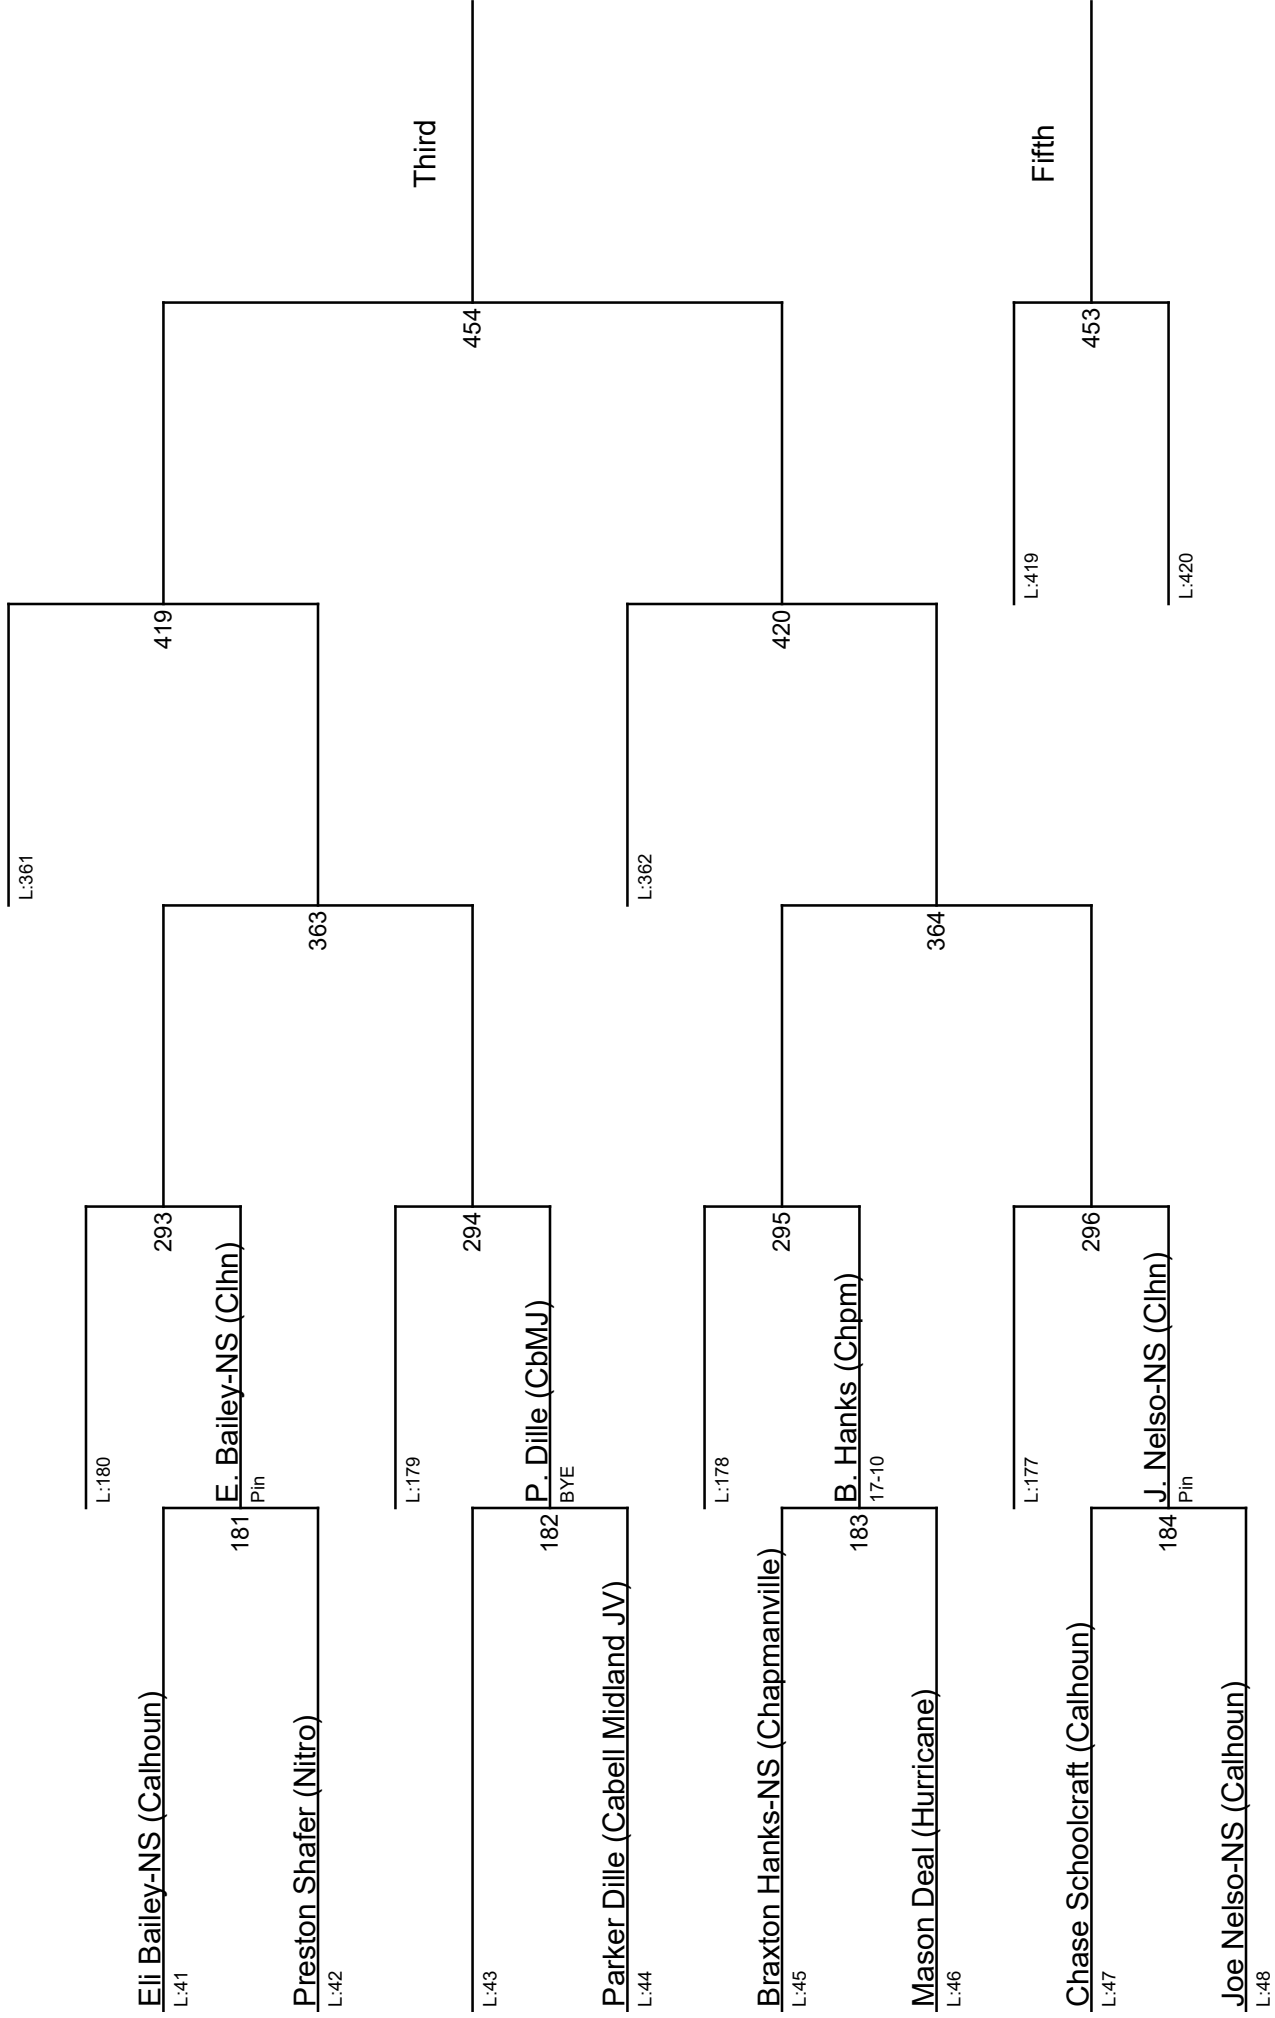 Eli Bailey-NS (Calhoun)
L:41
Preston Shafer (Nitro)
L:42
L:43
Parker Dille (Cabell Midland JV)
L:44
Braxton Hanks-NS (Chapmanville)
L:45
Mason Deal (Hurricane)
L:46
Chase Schoolcraft (Calhoun)
L:47
Joe Nelso-NS (Calhoun)
L:48
181
182
183
184
L:180
E. Bailey-NS (Clhn)
Pin
L:179
P. Dille (CbMJ)
BYE
L:178
B. Hanks (Chpm)
17-10
L:177
J. Nelso-NS (Clhn)
Pin
293
294
295
296
363
364
L:361
L:362
419
420
L:419
L:420
454
453
Third
Fifth